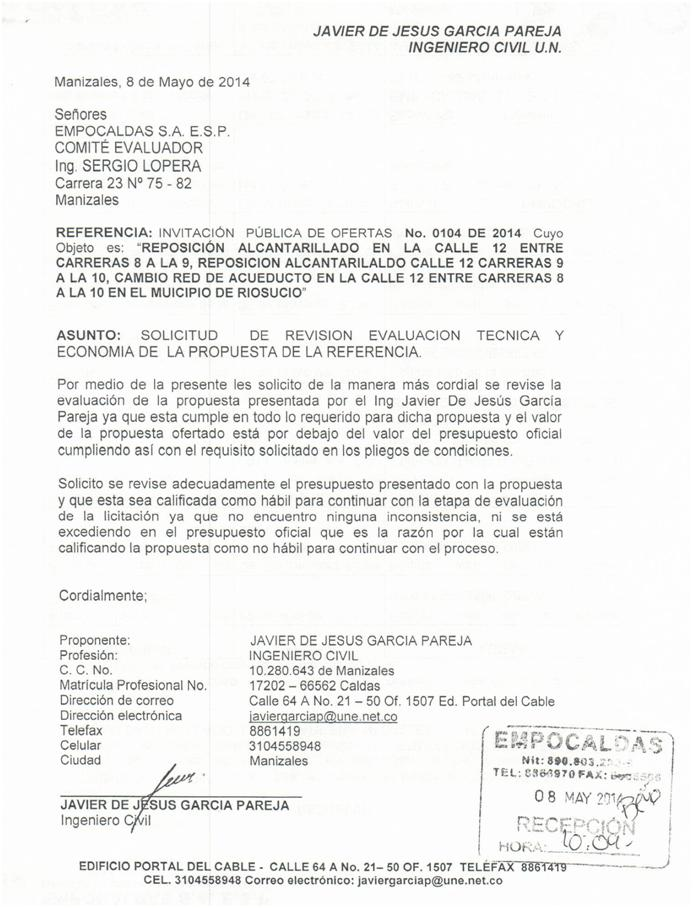 JAVIER DE JESUS GARCIA PAREJA
INGENIERO CIVIL U.N.
Manizales, 8 de Mayo de 2014
Señores
EMPOCALDAS S.A. E.S.P.
COMITÉ EVALUADOR
Ing. SERGIO LOPERA
Carrera 23 Nº 75 - 82
Manizales
REFERENCIA: INVITACIÓN PÚBLICA DE OFERTAS No. 0104 DE 2014 Cuyo
Objeto es: “REPOSICIÓN ALCANTARILLADO EN LA CALLE 12 ENTRE
CARRERAS 8 A LA 9, REPOSICION ALCANTARILALDO CALLE 12 CARRERAS 9
A LA 10, CAMBIO RED DE ACUEDUCTO EN LA CALLE 12 ENTRE CARRERAS 8
A LA 10 EN EL MUICIPIO DE RIOSUCIO”
ASUNTO: SOLICITUD DE REVISION EVALUACION TECNICA Y
ECONOMIA DE LA PROPUESTA DE LA REFERENCIA.
Por medio de la presente les solicito de la manera más cordial se revise la
evaluación de la propuesta presentada por el Ing Javier De Jesús García
Pareja ya que esta cumple en todo lo requerido para dicha propuesta y el valor
de la propuesta ofertado está por debajo del valor del presupuesto oficial
cumpliendo así con el requisito solicitado en los pliegos de condiciones.
Solicito se revise adecuadamente el presupuesto presentado con la propuesta
y que esta sea calificada como hábil para continuar con la etapa de evaluación
de la licitación ya que no encuentro ninguna inconsistencia, ni se está
excediendo en el presupuesto oficial que es la razón por la cual están
calificando la propuesta como no hábil para continuar con el proceso.
Cordialmente;
Proponente: JAVIER DE JESUS GARCIA PAREJA
Profesión: INGENIERO CIVIL
C. C. No. 10.280.643 de Manizales
Matrícula Profesional No. 17202 – 66562 Caldas
Dirección de correo Calle 64 A No. 21 – 50 Of. 1507 Ed. Portal del Cable
Dirección electrónica javiergarciap@une.net.co
Telefax 8861419
Celular 3104558948
Ciudad Manizales
JAVIER DE JESUS GARCIA PAREJA
Ingeniero Civil
EMPOCALDAS
Nit: 890.803.
TEL: 8866970 FAX:
08 MAY 2014
RECEPCIÓN
HORA: 10:09
EDIFICIO PORTAL DEL CABLE - CALLE 64 A No. 21– 50 OF. 1507 TELEFAX 8861419
CEL. 3104558948 Correo electrónico: javiergarciap@une.net.co